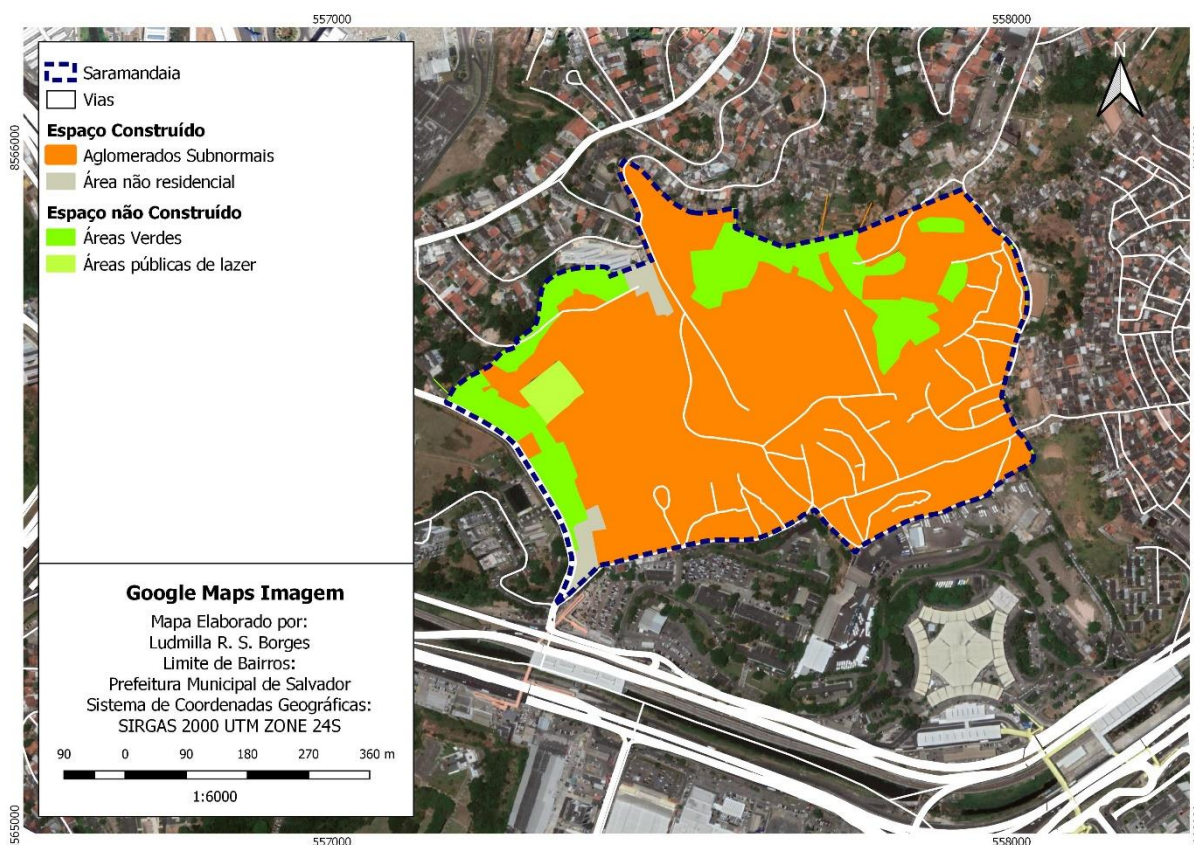 557000
558000
8566000
N
Saramandaia
Vias
Espaço Construído
Aglomerados Subnormais
Área não residencial
Espaço não Construído
Áreas Verdes
Áreas públicas de lazer
Google Maps Imagem
Mapa Elaborado por:
Ludmilla R. S. Borges
Limite de Bairros:
Prefeitura Municipal de Salvador
Sistema de Coordenadas Geográficas:
SIRGAS 2000 UTM ZONE 24S
90 0 90 180 270 360 m
1:6000
565000
557000
558000